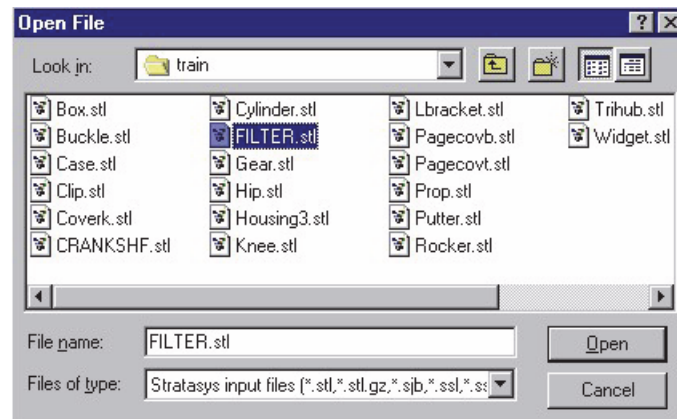 Open File
Look in: train
Box.stl Cylinder.stl Lbracket.stl Trihub.stl
Buckle.stl FILTER.stl Pagecovb.stl Widget.stl
Case.stl Gear.stl Pagecovt.stl
Clip.stl Hip.stl Prop.stl
Coverk.stl Housing3.stl Putter.stl
CRANKSHF.stl Knee.stl Rocker.stl
File name: FILTER.stl Open
Files of type: Stratasys input files (*.stl,*.stl.gz,*.sjb,*.ssl,*.s Cancel